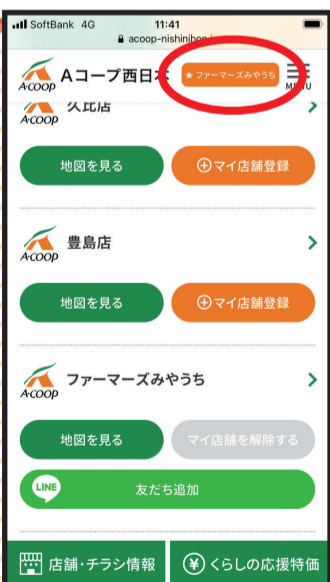 SoftBank 4G 11:41
acoop-nishinihon.j
A·COOP Aコープ西日本 ★ ファーマーズみやうち MENU
A·COOP 久比店
地図を見る ⊕マイ店舗登録
A·COOP 豊島店 >
地図を見る ⊕マイ店舗登録
A·COOP ファーマーズみやうち >
地図を見る マイ店舗を解除する
LINE 友だち追加
店舗・チラシ情報 ¥ くらしの応援特価